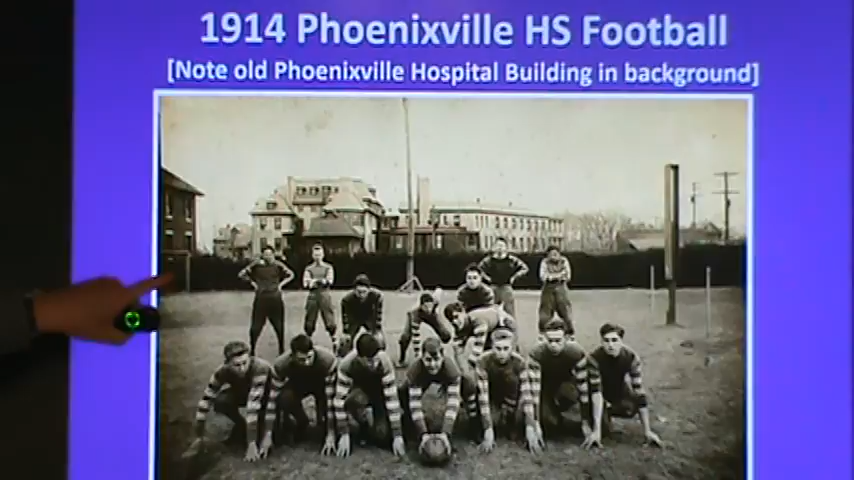 1914 Phoenixville HS Football
[Note old Phoenixville Hospital Building in background]